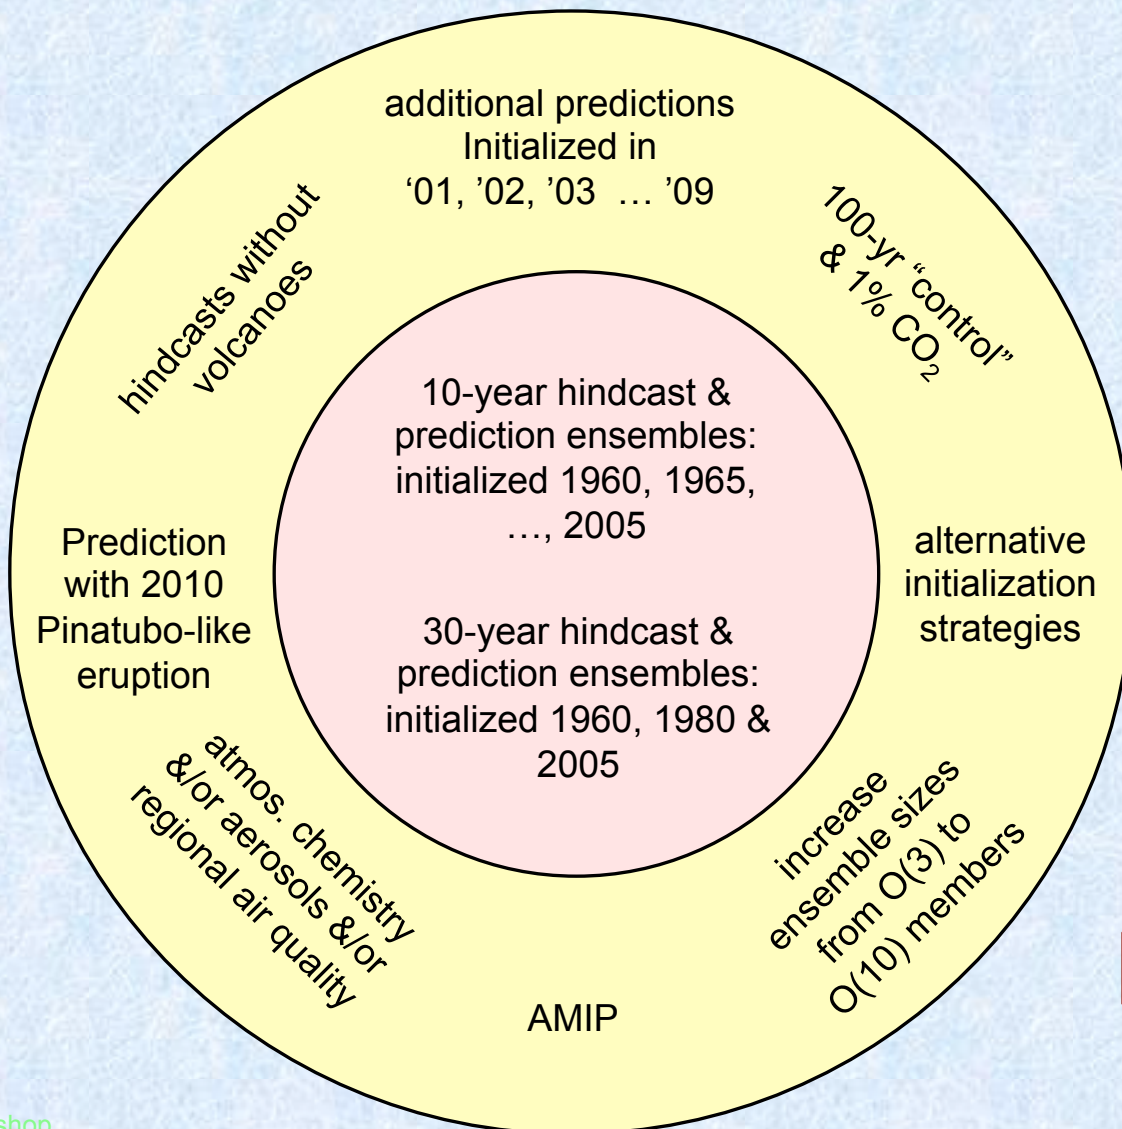 additional predictions
Initialized in
‘01, ’02, ’03 … ’09
100-yr “control”
& 1% CO₂
hindcasts without
volcanoes
10-year hindcast &
prediction ensembles:
initialized 1960, 1965,
…, 2005
30-year hindcast &
prediction ensembles:
initialized 1960, 1980 &
2005
Prediction
with 2010
Pinatubo-like
eruption
alternative
initialization
strategies
atmos. chemistry
&/or aerosols &/or
regional air quality
increase
ensemble sizes
from O(3) to
O(10) members
AMIP